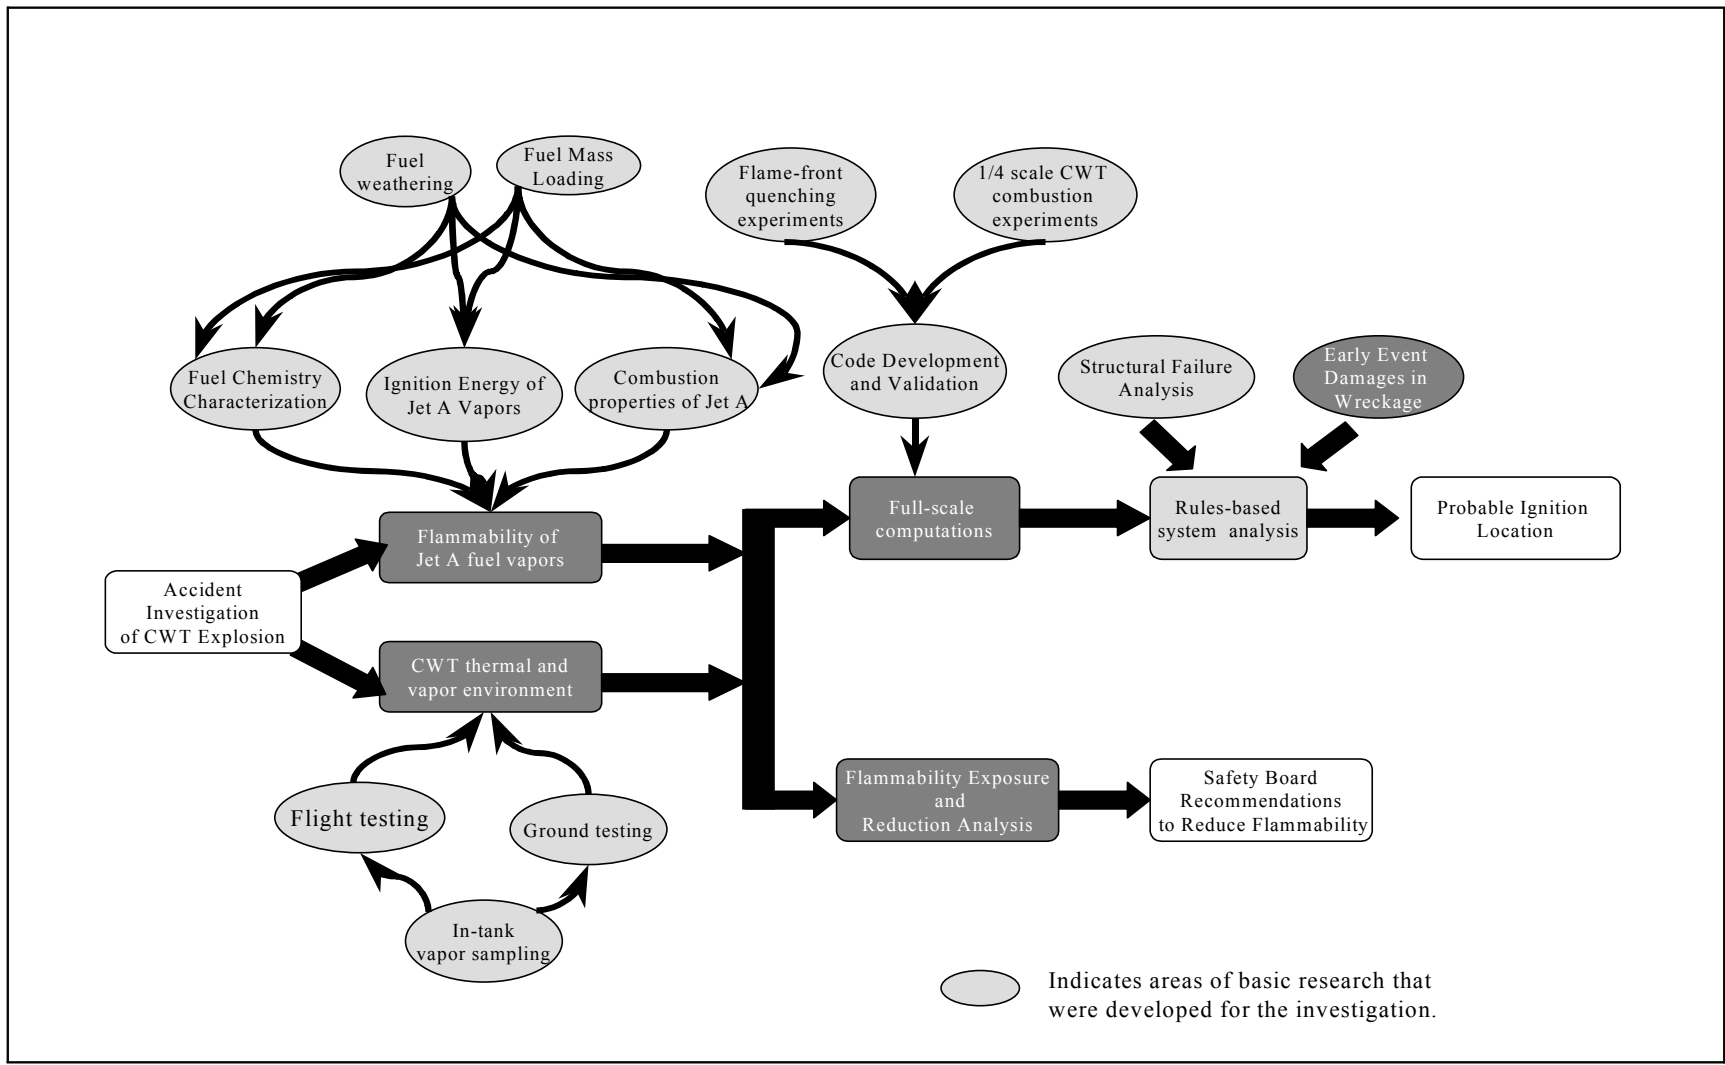 Fuel
weathering
Fuel Mass
Loading
Flame-front
quenching
experiments
1/4 scale CWT
combustion
experiments
Fuel Chemistry
Characterization
Ignition Energy of
Jet A Vapors
Combustion
properties of Jet A
Code Development
and Validation
Structural Failure
Analysis
Early Event
Damages in
Wreckage
Flammability of
Jet A fuel vapors
Full-scale
computations
Rules-based
system analysis
Probable Ignition
Location
Accident
Investigation
of CWT Explosion
CWT thermal and
vapor environment
Flight testing
Ground testing
Flammability Exposure
and
Reduction Analysis
Safety Board
Recommendations
to Reduce Flammability
In-tank
vapor sampling
Indicates areas of basic research that
were developed for the investigation.